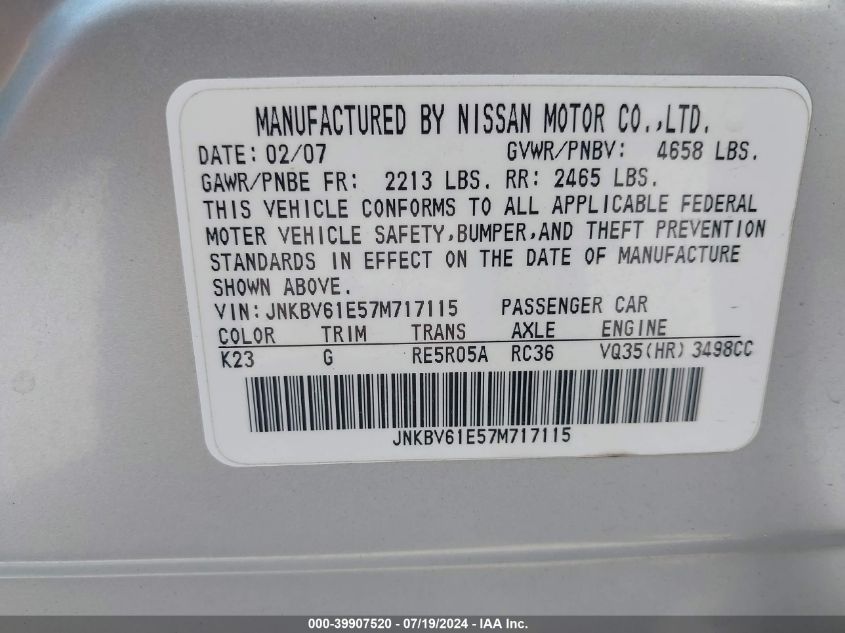 MANUFACTURED BY NISSAN MOTOR CO.,LTD.
DATE: 02/07 GVWR/PNBV: 4658 LBS.
GAWR/PNBE FR: 2213 LBS. RR: 2465 LBS.
THIS VEHICLE CONFORMS TO ALL APPLICABLE FEDERAL
MOTER VEHICLE SAFETY,BUMPER,AND THEFT PREVENTION
STANDARDS IN EFFECT ON THE DATE OF MANUFACTURE
SHOWN ABOVE.
VIN: JNKBV61E57M717115 PASSENGER CAR
COLOR TRIM TRANS AXLE ENGINE
K23 G RE5R05A RC36 VQ35(HR) 3498CC
JNKBV61E57M717115
000-39907520 - 07/19/2024 - IAA Inc.